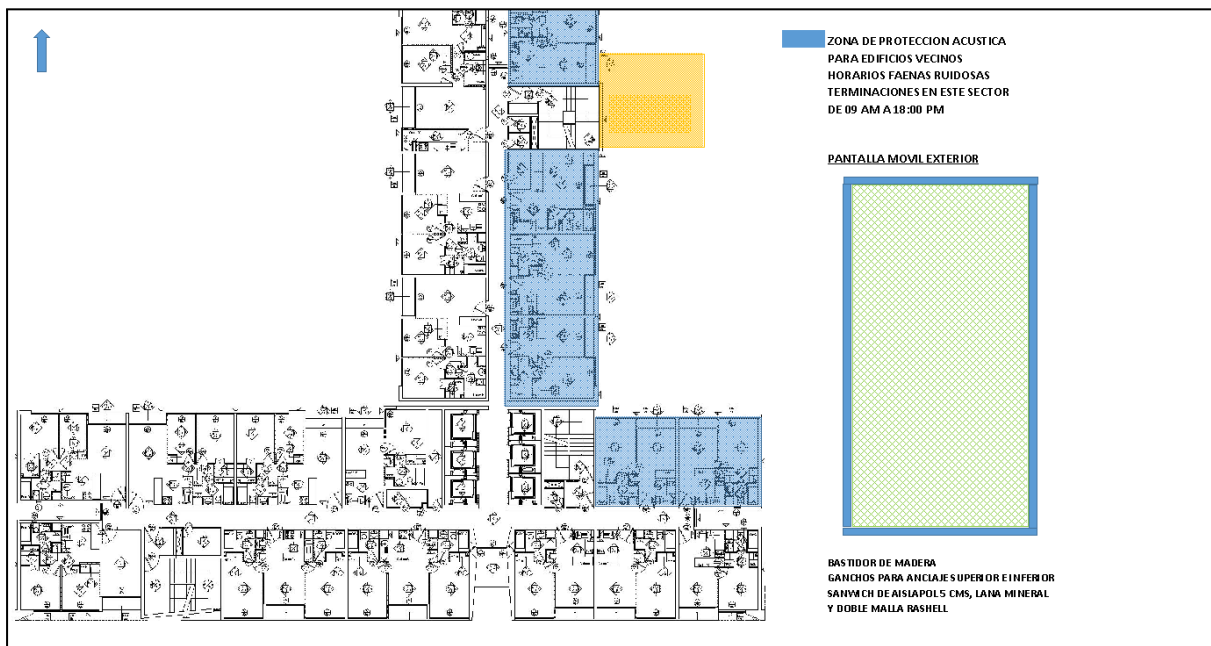 ZONA DE PROTECCION ACUSTICA
PARA EDIFICIOS VECINOS
HORARIOS FAENAS RUIDOSAS
TERMINACIONES EN ESTE SECTOR
DE 09 AM A 18:00 PM
PANTALLA MOVIL EXTERIOR
BASTIDOR DE MADERA
GANCHOS PARA ANCIAJE SUPERIOR E INFERIOR
SANWICH DE AISLAPOL 5 CMS, LANA MINERAL
Y DOBLE MALLA RASHELL